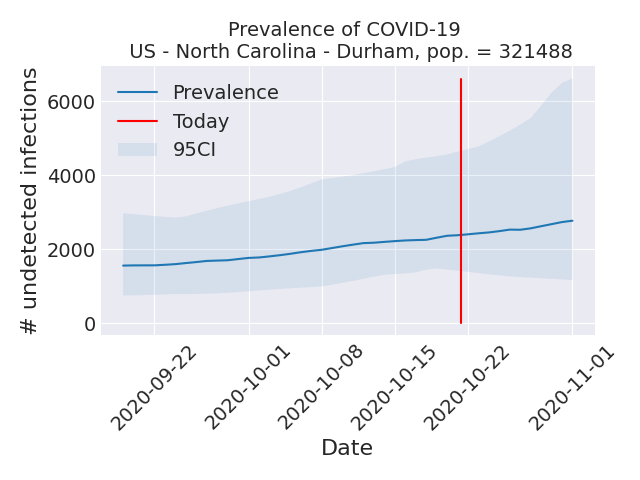 Prevalence of COVID-19
US - North Carolina - Durham, pop. = 321488
# undetected infections
6000
4000
2000
0
Prevalence
Today
95CI
2020-09-22
2020-10-01
2020-10-08
2020-10-15
2020-10-22
2020-11-01
Date